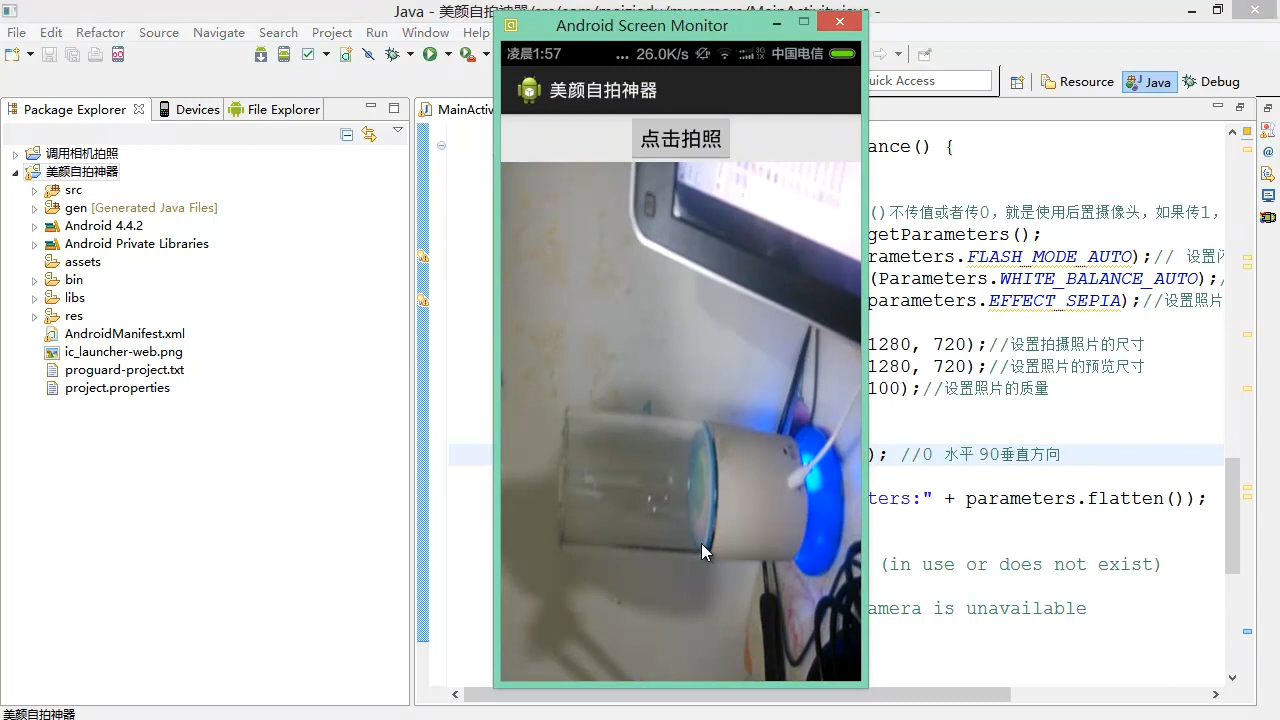 Java - 美颜自拍神器
Android Screen Monitor
File Edit Refactor Source Navigate Search Project Run Window Help
Quick Access
Resource Java Debug
Package Explorer Devices File Explorer
调用相机拍照
美颜自拍神器
src
gen [Generated Java Files]
Android 4.4.2
Android Private Libraries
assets
bin
libs
res
AndroidManifest.xml
ic_launcher-web.png
proguard-project.txt
project.properties
凌晨1:57 ... 26.0K/s 3G 1X 中国电信
美颜自拍神器
点击拍照
MainActiv
ance() {
()不传值或者传0，就是使用后置摄像头，如果传1，
getParameters();
rameters.FLASH_MODE_AUTO);// 设置闪
(Parameters.WHITE_BALANCE_AUTO);/
parameters.EFFECT_SEPIA);//设置照片
1280, 720);//设置拍摄照片的尺寸
1280, 720);//设置照片的预览尺寸
100);//设置照片的质量
); //0 水平 90垂直方向
ters:" + parameters.flatten());
(in use or does not exist)
amera is unavailable
美颜自拍神器